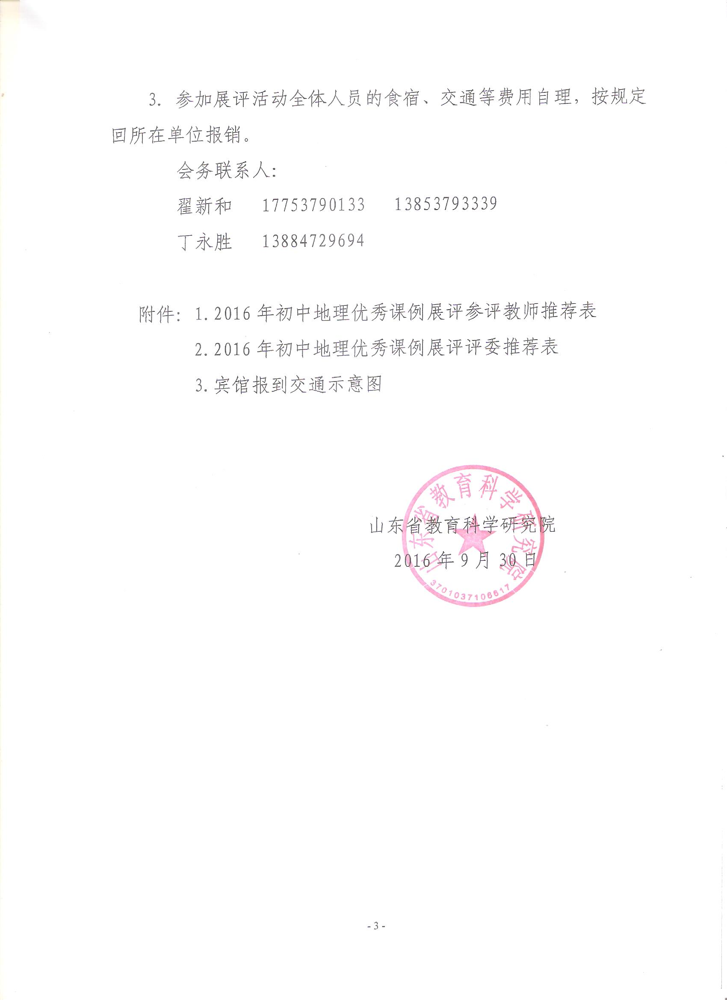 3. 参加展评活动全体人员的食宿、交通等费用自理，按规定
回所在单位报销。
会务联系人：
翟新和 17753790133 13853793339
丁永胜 13884729694
附件：1.2016年初中地理优秀课例展评参评教师推荐表
2.2016年初中地理优秀课例展评评委推荐表
3.宾馆报到交通示意图
山东省教育科学研究院
2016年9月30日
山东省教育科学研究院
3701037106617
- 3 -